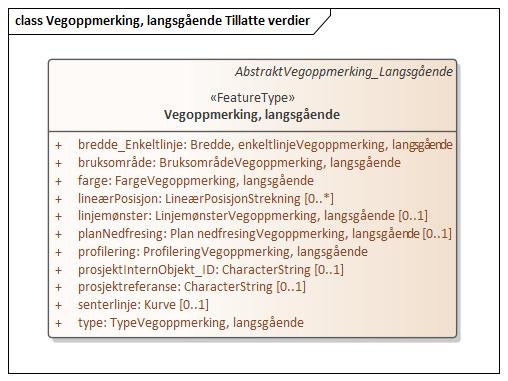 class Vegoppmerking, langsgående Tillatte verdier
AbstraktVegoppmerking_Langsgående
«FeatureType»
Vegoppmerking, langsgående
+ bredde_Enkeltlinje: Bredde, enkeltlinjeVegoppmerking, langsgående
+ bruksområde: BruksområdeVegoppmerking, langsgående
+ farge: FargeVegoppmerking, langsgående
+ lineærPosisjon: LineærPosisjonStrekning [0..*]
+ linjemønster: LinjemønsterVegoppmerking, langsgående [0..1]
+ planNedfresing: Plan nedfresingVegoppmerking, langsgående [0..1]
+ profilering: ProfileringVegoppmerking, langsgående
+ prosjektInternObjekt_ID: CharacterString [0..1]
+ prosjektreferanse: CharacterString [0..1]
+ senterlinje: Kurve [0..1]
+ type: TypeVegoppmerking, langsgående